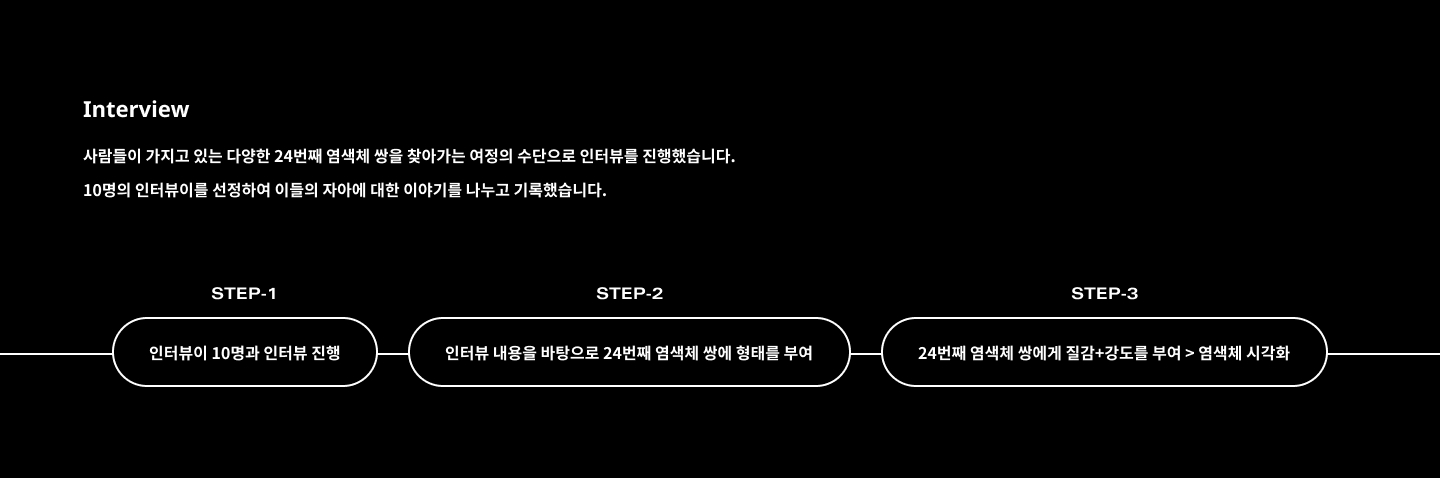 Interview
사람들이 가지고 있는 다양한 24번째 염색체 쌍을 찾아가는 여정의 수단으로 인터뷰를 진행했습니다.
10명의 인터뷰이를 선정하여 이들의 자아에 대한 이야기를 나누고 기록했습니다.
STEP-1
인터뷰이 10명과 인터뷰 진행
STEP-2
인터뷰 내용을 바탕으로 24번째 염색체 쌍에 형태를 부여
STEP-3
24번째 염색체 쌍에게 질감+강도를 부여 > 염색체 시각화